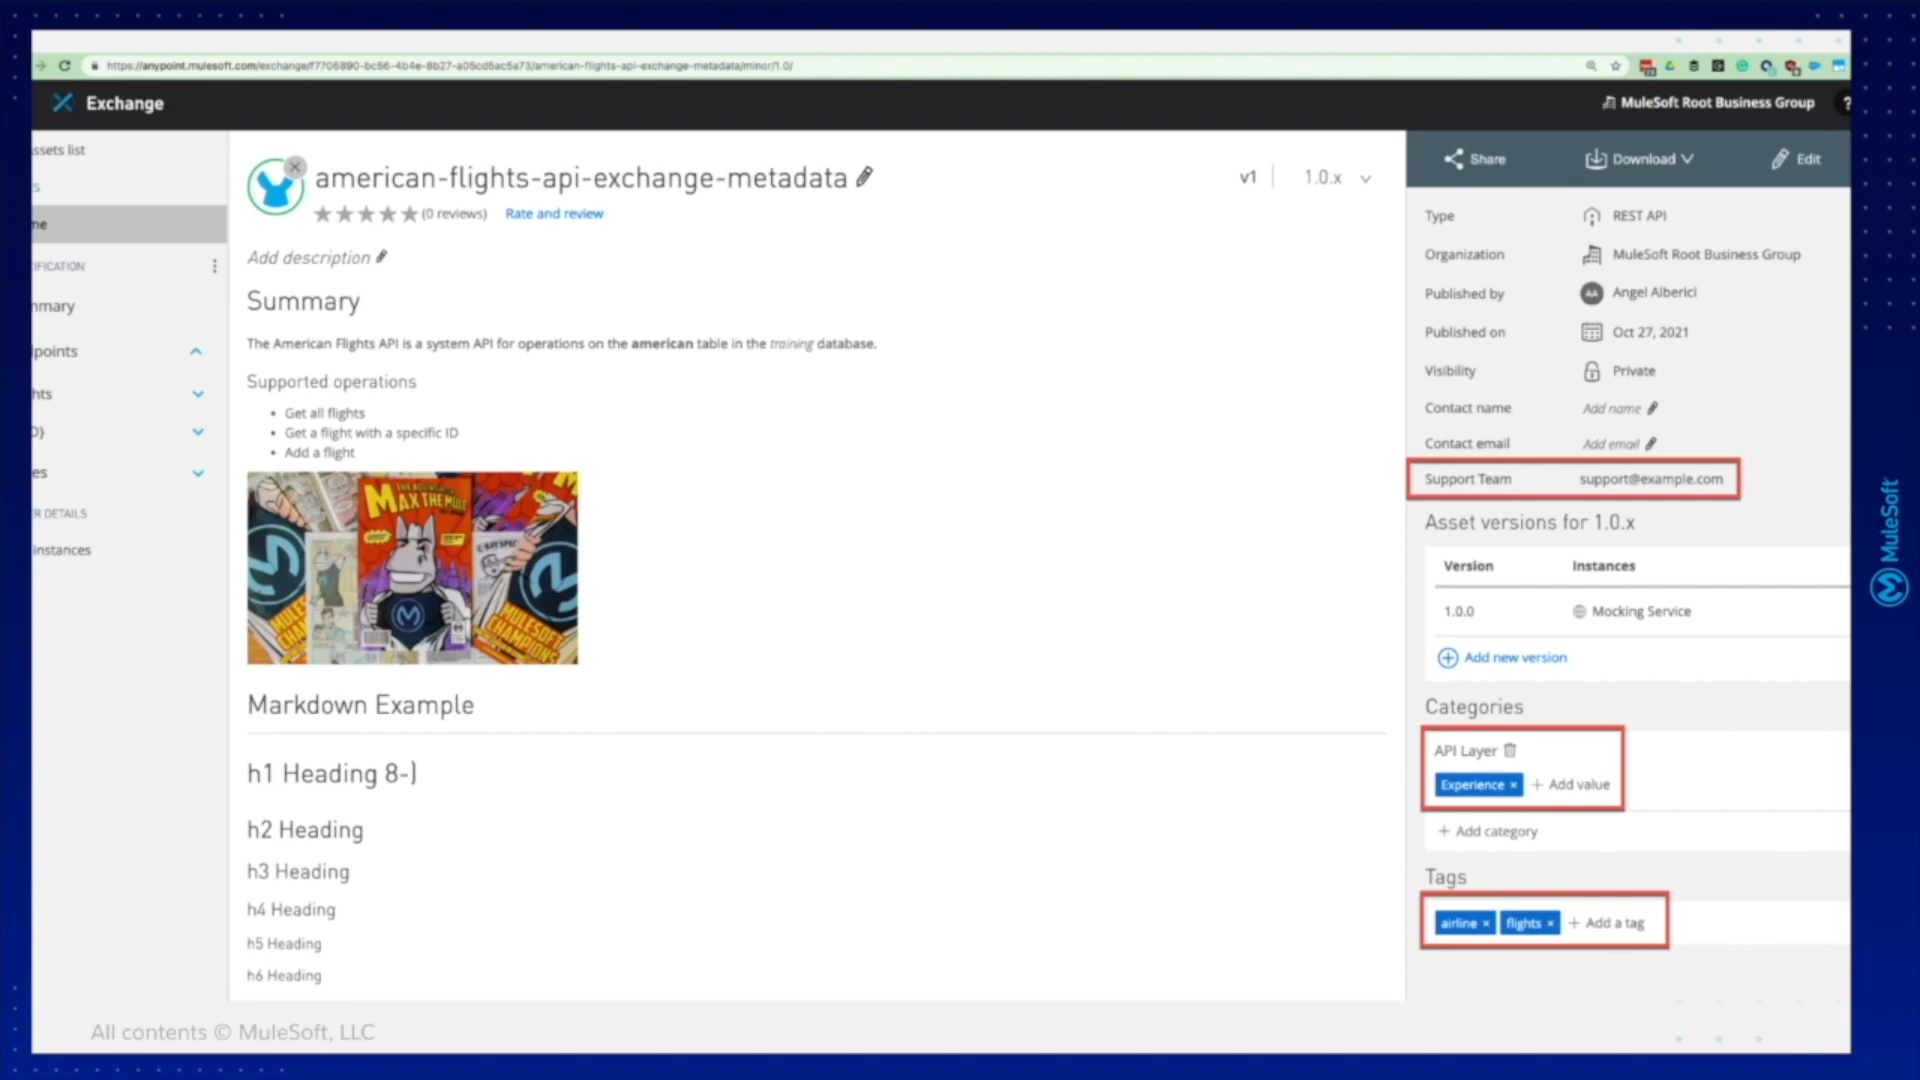 https://anypoint.mulesoft.com/exchange/f7706890-bc56-4b4e-8b27-a05cd5ac5a73/american-flights-api-exchange-metadata/minor/1.0/
Exchange
MuleSoft Root Business Group
?
ssets list
s
me
IFICATION
nmary
lpoints
hts
D}
es
R DETAILS
instances
american-flights-api-exchange-metadata
v1
1.0.x
(0 reviews)
Rate and review
Add description
Summary
The American Flights API is a system API for operations on the american table in the training database.
Supported operations
• Get all flights
• Get a flight with a specific ID
• Add a flight
MAX THE MULE
MULESOFT
CHAMPIONS
Markdown Example
h1 Heading 8-)
h2 Heading
h3 Heading
h4 Heading
h5 Heading
h6 Heading
Share
Download
Edit
Type REST API
Organization MuleSoft Root Business Group
Published by AA Angel Alberici
Published on Oct 27, 2021
Visibility Private
Contact name Add name
Contact email Add email
Support Team support@example.com
Asset versions for 1.0.x
Version Instances
1.0.0 Mocking Service
Add new version
Categories
API Layer
Experience × + Add value
+ Add category
Tags
airline × flights × + Add a tag
All contents © MuleSoft, LLC
MuleSoft